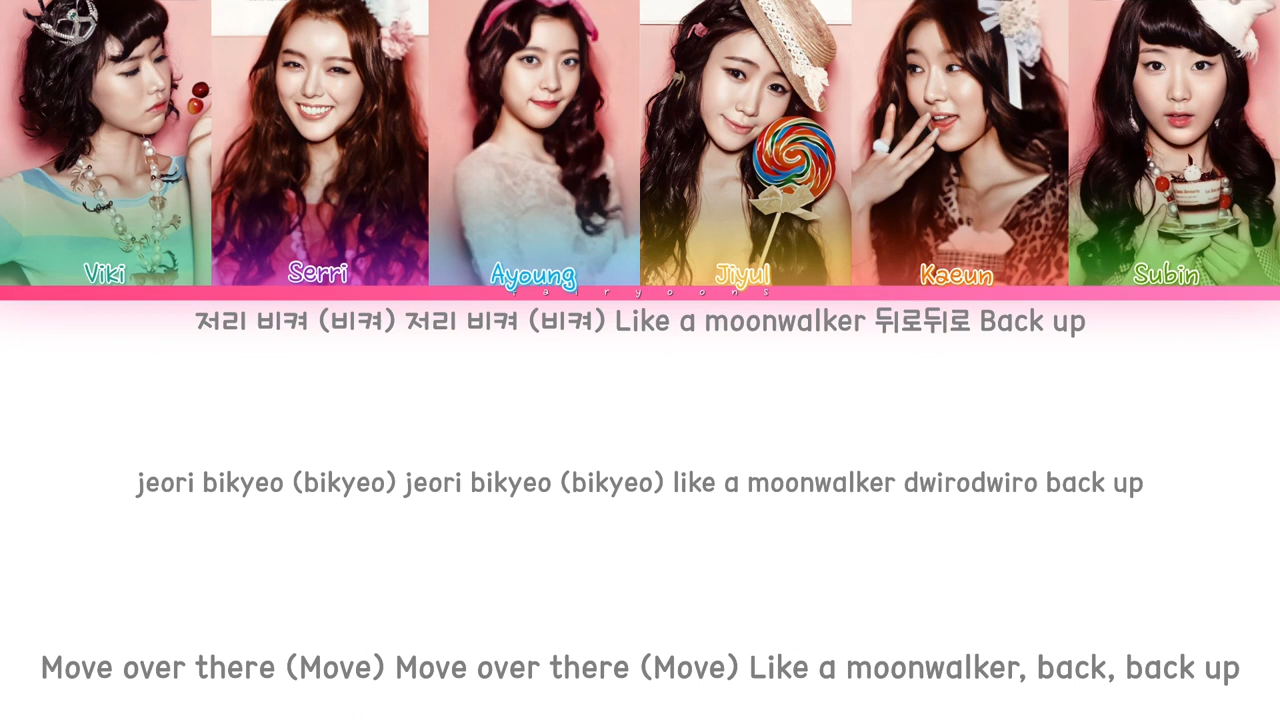 Viki
Serri
Ayoung
Jiyul
Kaeun
Subin
fairyoons
저리 비켜 (비켜) 저리 비켜 (비켜) Like a moonwalker 뒤로뒤로 Back up
jeori bikyeo (bikyeo) jeori bikyeo (bikyeo) like a moonwalker dwirodwiro back up
Move over there (Move) Move over there (Move) Like a moonwalker, back, back up